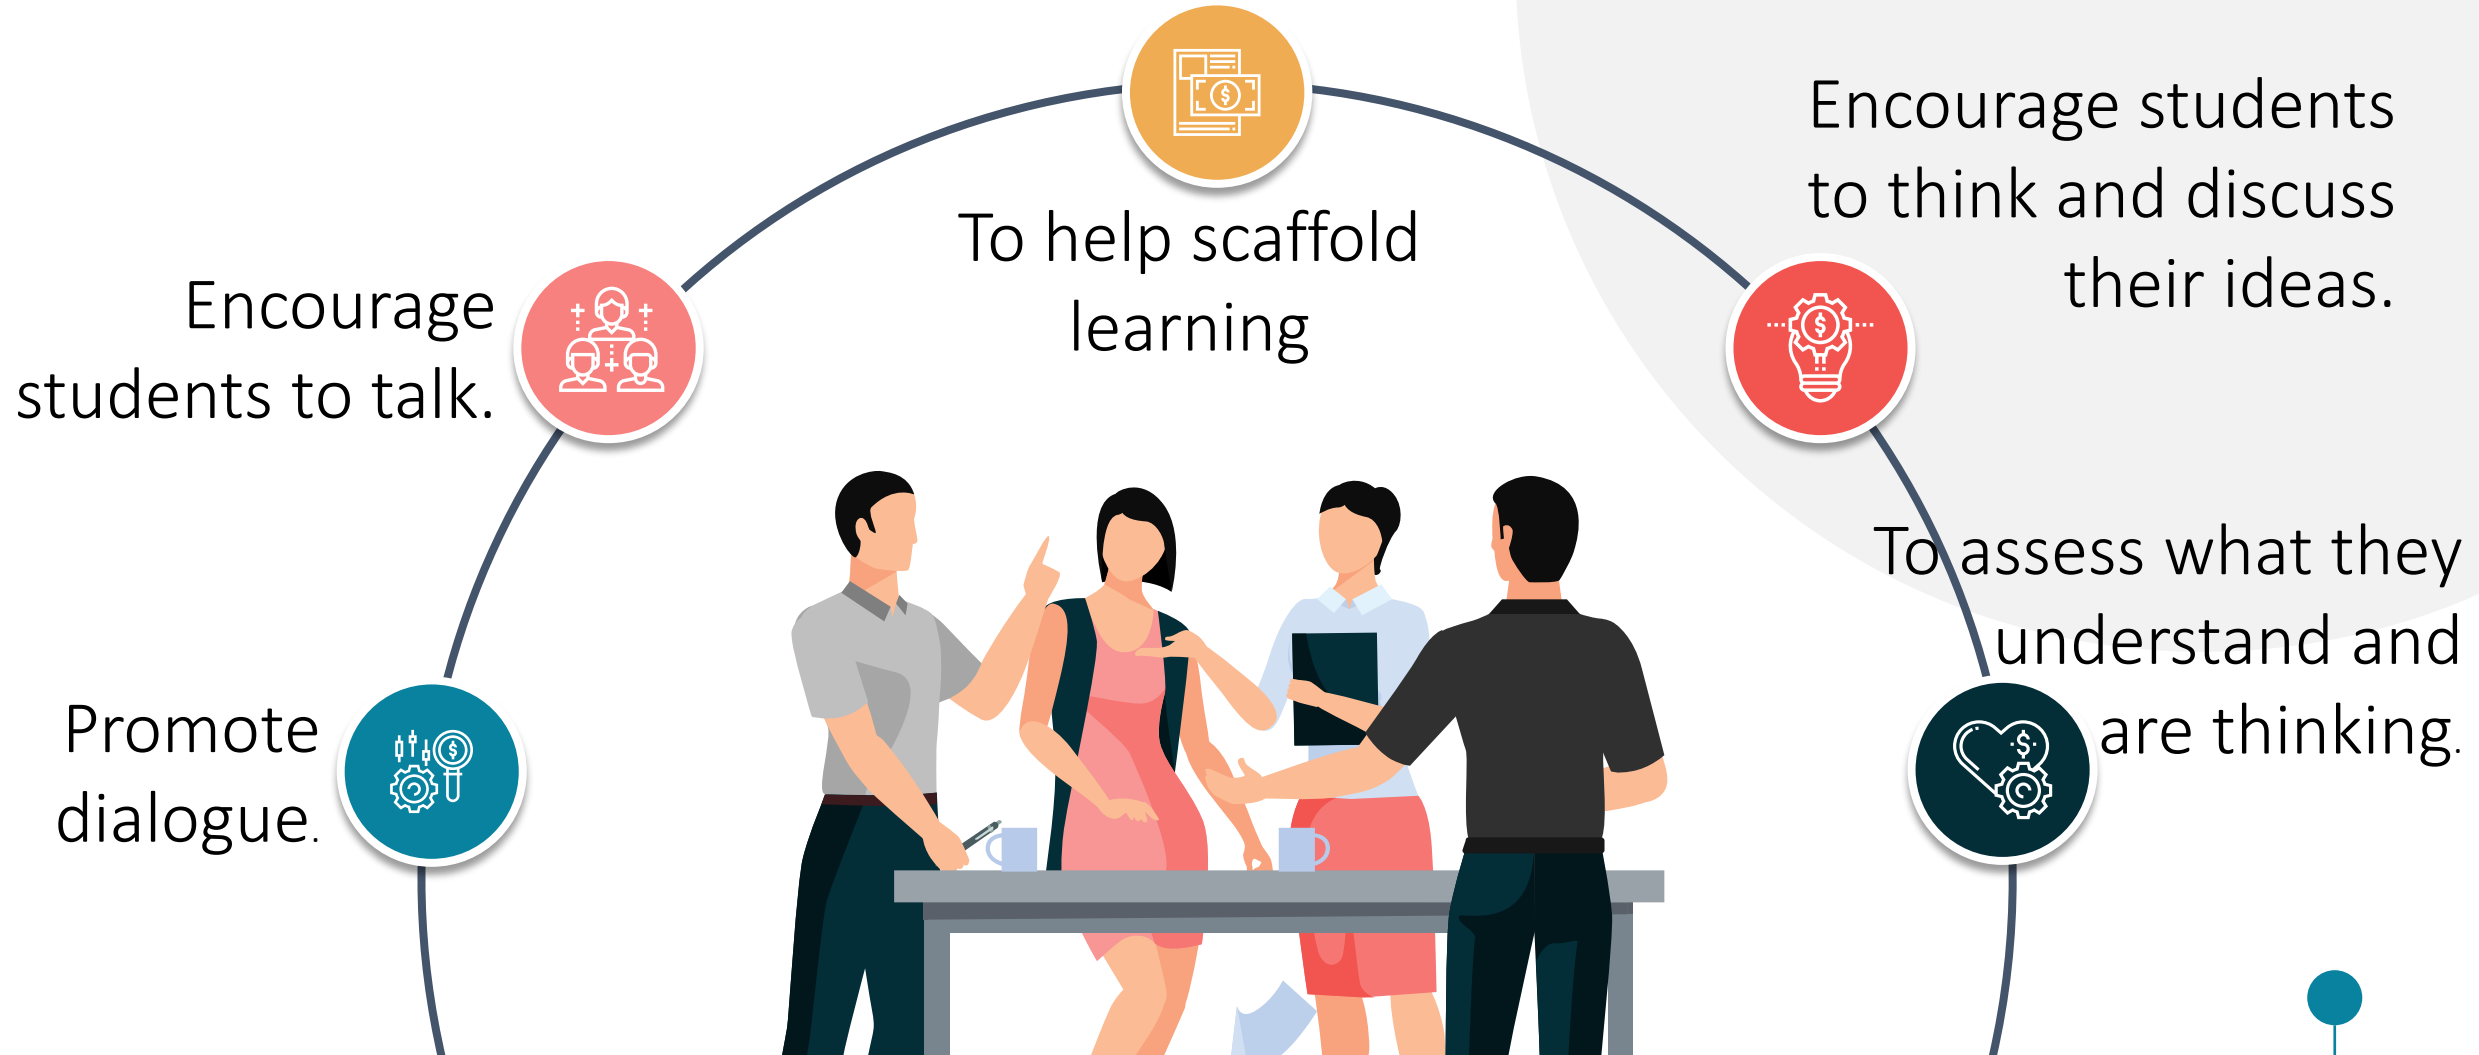 Promote
dialogue.
Encourage
students to talk.
To help scaffold
learning
Encourage students
to think and discuss
their ideas.
To assess what they
understand and
are thinking.